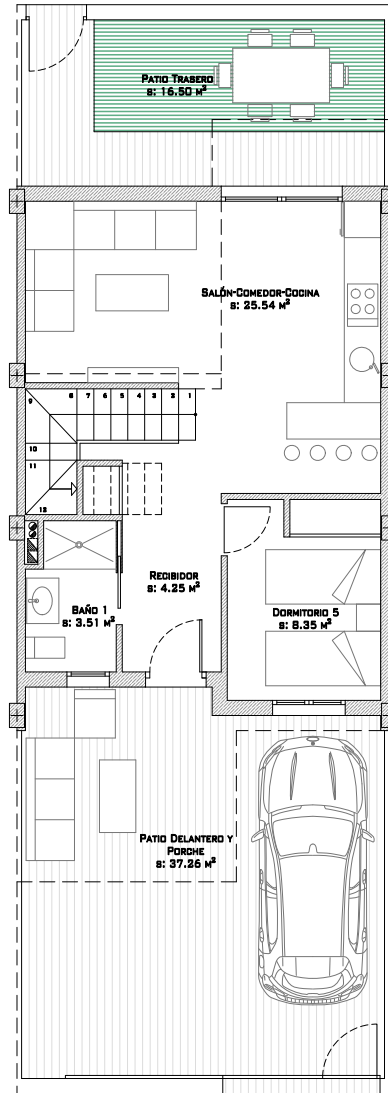 Patio Trasero
s: 16.50 m²
Salón-Comedor-Cocina
s: 25.54 m²
9
8
7
6
5
4
3
2
1
10
11
12
Recibidor
s: 4.25 m²
Baño 1
s: 3.51 m²
Dormitorio 5
s: 8.35 m²
Patio Delantero y
Porche
s: 37.26 m²